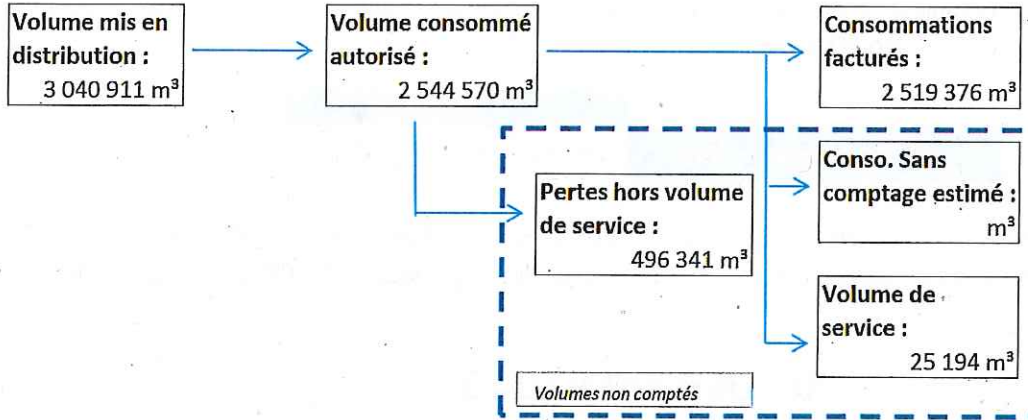 Volume mis en
distribution :
3 040 911 m³
Volume consommé
autorisé :
2 544 570 m³
Consommations
facturés :
2 519 376 m³
Pertes hors volume
de service :
496 341 m³
Conso. Sans
comptage estimé :
m³
Volume de
service :
25 194 m³
Volumes non comptés